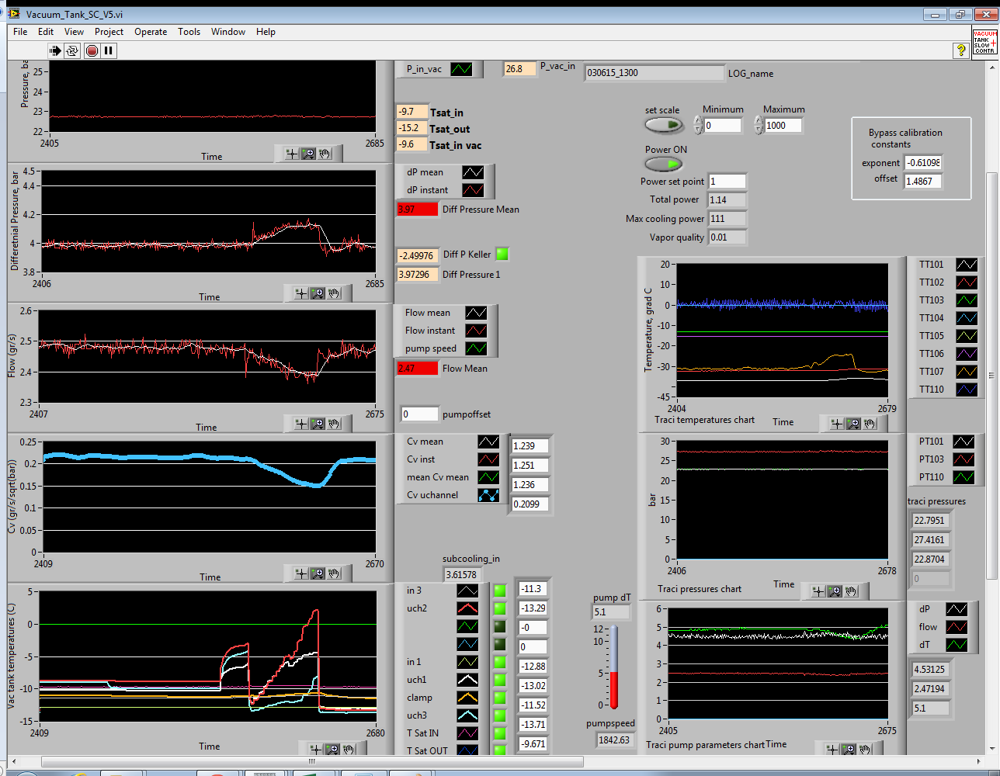 Vacuum_Tank_SC_V5.vi
File Edit View Project Operate Tools Window Help
VACUUM
TANK
SLOW
CONTR
Pressure, ba
25
24
23
22
2405
2685
Time
P_in_vac
26.8
P_vac_in
030615_1300
LOG_name
-9.7 Tsat_in
-15.2 Tsat_out
-9.6 Tsat_in vac
set scale
Minimum
0
Maximum
1000
Power ON
Power set point 1
Total power 1.14
Max cooling power 111
Vapor quality 0.01
Bypass calibration
constants
exponent -0.61098
offset 1.4867
Differetnial Pressure, bar
4.5
4.4
4.2
4
3.8
2406
2685
Time
dP mean
dP instant
3.97 Diff Pressure Mean
-2.49976 Diff P Keller
3.97296 Diff Pressure 1
Flow (gr/s)
2.6
2.5
2.4
2.3
2407
2675
Time
Flow mean
Flow instant
pump speed
2.47 Flow Mean
0 pumpoffset
Cv (gr/s/sqrt(bar))
0.25
0.2
0.15
0.1
0.05
0
2409
2670
Time
Cv mean 1.239
Cv inst 1.251
mean Cv mean 1.236
Cv uchannel 0.2099
subcooling_in
3.61578
Vac tank temperatures (C)
5
0
-5
-10
-15
2409
2680
Time
in 3 -11.3
uch2 -13.29
-0
0
in 1 -12.88
uch1 -13.02
clamp -11.52
uch3 -13.71
T Sat IN -9.671
T Sat OUT
pump dT
5.1
12
10
5
0
pumpspeed
1842.63
Temperature, grad C
20
10
0
-10
-20
-30
-45
2404
2679
Traci temperatures chart Time
TT101
TT102
TT103
TT104
TT105
TT106
TT107
TT110
bar
30
25
20
15
10
5
0
2406
2678
Traci pressures chart Time
PT101
PT103
PT110
traci pressures
22.7951
27.4161
22.8704
0
6
5
4
3
2
1
0
2405
2675
Traci pump parameters chart Time
dP
flow
dT
4.53125
2.47194
5.1